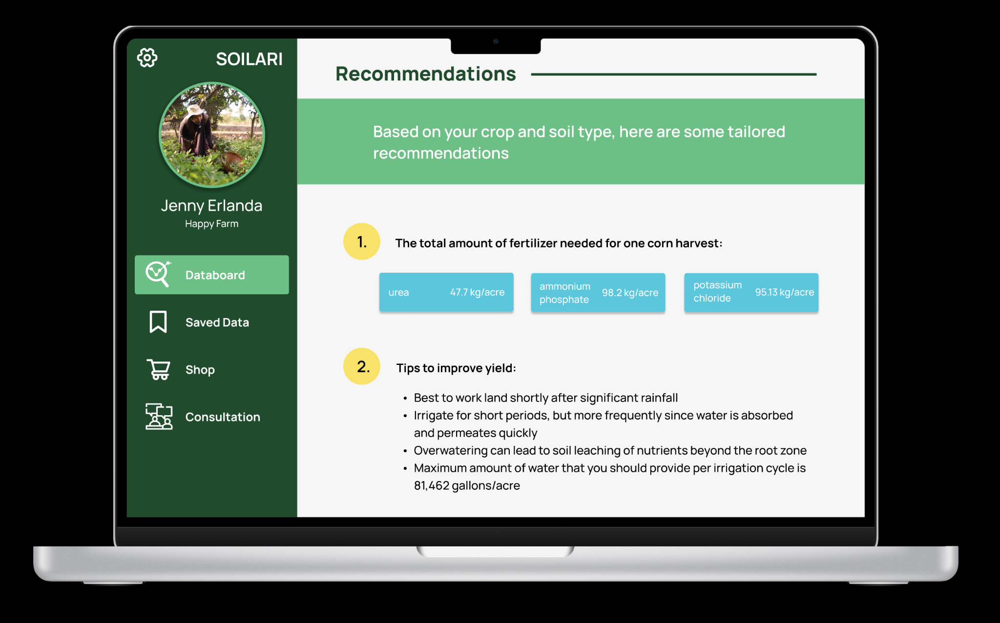 SOILARI
Jenny Erlanda
Happy Farm
Databoard
Saved Data
Shop
Consultation
Recommendations
Based on your crop and soil type, here are some tailored
recommendations
1.
The total amount of fertilizer needed for one corn harvest:
urea 47.7 kg/acre
ammonium
phosphate
98.2 kg/acre
potassium
chloride
95.13 kg/acre
2.
Tips to improve yield:
• Best to work land shortly after significant rainfall
• Irrigate for short periods, but more frequently since water is absorbed
and permeates quickly
• Overwatering can lead to soil leaching of nutrients beyond the root zone
• Maximum amount of water that you should provide per irrigation cycle is
81,462 gallons/acre